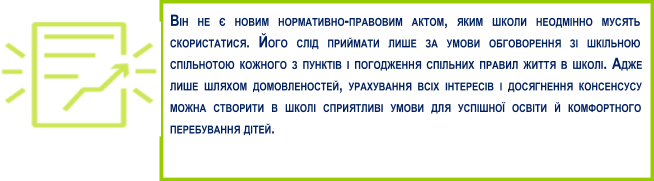 Він не є новим нормативно-правовим актом, яким школи неодмінно мусять
скористатися. Його слід приймати лише за умови обговорення зі шкільною
спільнотою кожного з пунктів і погодження спільних правил життя в школі. Адже
лише шляхом домовленостей, урахування всіх інтересів і досягнення консенсусу
можна створити в школі сприятливі умови для успішної освіти й комфортного
перебування дітей.